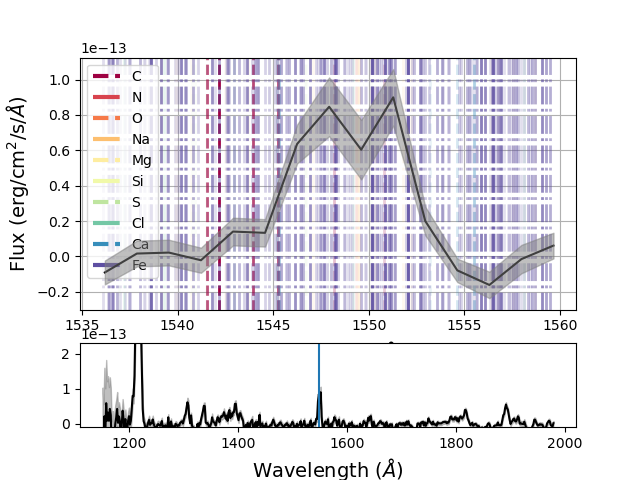 1e−13
1.0
0.8
0.6
0.4
0.2
0.0
−0.2
Flux (erg/cm²/s/Å)
C
N
O
Na
Mg
Si
S
Cl
Ca
Fe
1535 1540 1545 1550 1555 1560
1e−13
2
1
0
1200 1400 1600 1800 2000
Wavelength (Å)